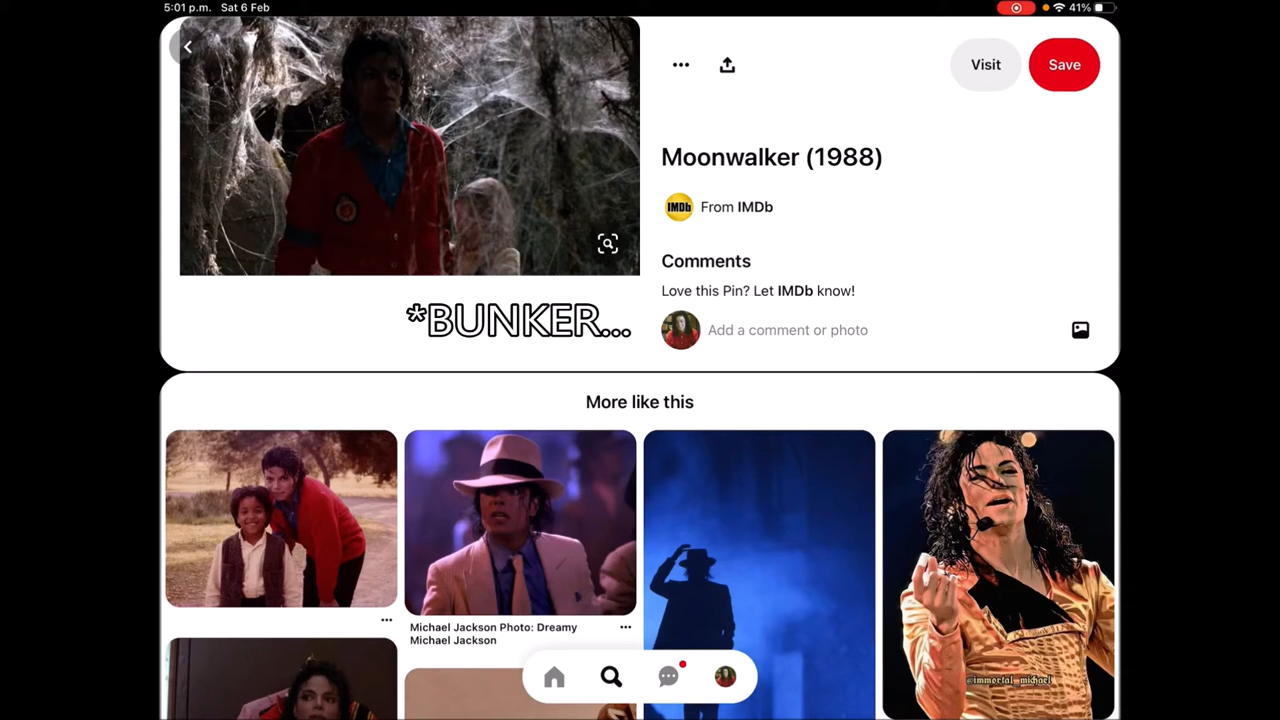 5:01 p.m. Sat 6 Feb
41%
Visit
Save
Moonwalker (1988)
IMDb From IMDb
Comments
Love this Pin? Let IMDb know!
*BUNKER...
Add a comment or photo
More like this
Michael Jackson Photo: Dreamy
Michael Jackson
@immortal_michael